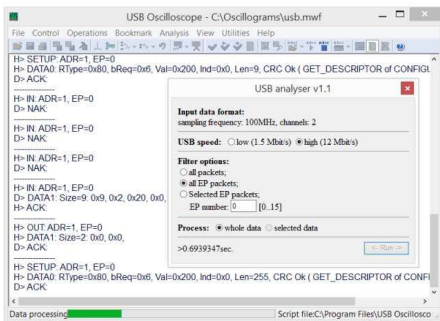 USB Oscilloscope - C:\Oscillograms\usb.mwf
File Control Operations Bookmark Analysis View Utilities Help
H> SETUP: ADR=1, EP=0
H> DATA0: RType=0x80, bReq=0x6, Val=0x200, Ind=0x0, Len=9, CRC Ok ( GET_DESCRIPTOR of CONFIGU
D> ACK:
H> IN: ADR=1, EP=0
D> NAK:
H> IN: ADR=1, EP=0
D> NAK:
H> IN: ADR=1, EP=0
D> NAK:
H> IN: ADR=1, EP=0
D> DATA1: Size=9: 0x9, 0x2, 0x20, 0x0,
H> ACK:
H> OUT: ADR=1, EP=0
H> DATA1: Size=2: 0x0, 0x0,
D> ACK:
H> SETUP: ADR=1, EP=0
H> DATA0: RType=0x80, bReq=0x6, Val=0x200, Ind=0x0, Len=255, CRC Ok ( GET_DESCRIPTOR of CONFI
D> ACK:
USB analyser v1.1
Input data format:
sampling frequency: 100MHz, channels: 2
USB speed: low (1.5 Mbit/s) high (12 Mbit/s)
Filter options:
all packets;
all EP packets;
Selected EP packets;
EP number: 0 [0..15]
Process: whole data selected data
>0.6939347sec.
<- Run ->
Data processing
Script file:C:\Program Files\USB Oscillosco